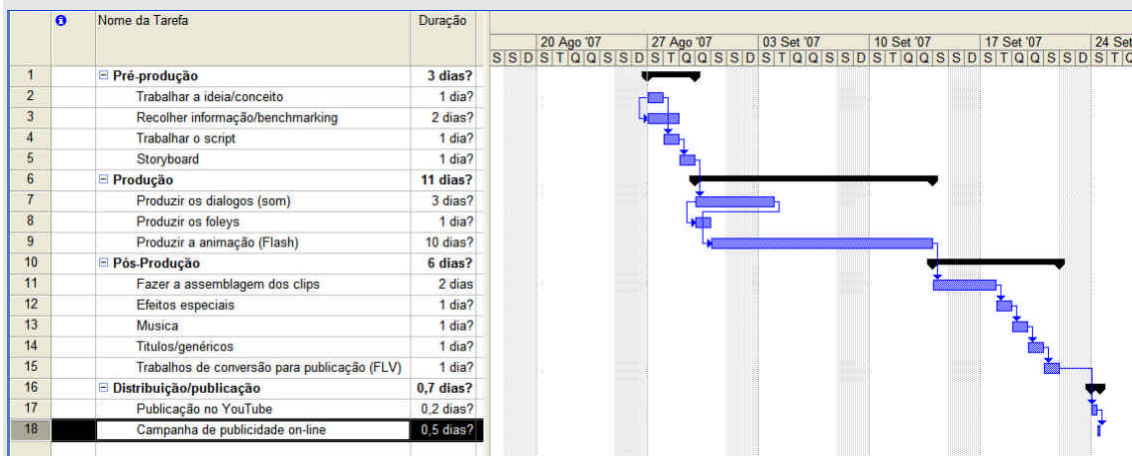 Nome da Tarefa Duração
20 Ago '07 27 Ago '07 03 Set '07 10 Set '07 17 Set '07 24 Set
S S D S T Q Q S S D S T Q Q S S D S T Q Q S S D S T Q Q S S D S T Q Q S S D S T Q
1 Pré-produção 3 dias?
2 Trabalhar a ideia/conceito 1 dia?
3 Recolher informação/benchmarking 2 dias?
4 Trabalhar o script 1 dia?
5 Storyboard 1 dia?
6 Produção 11 dias?
7 Produzir os dialogos (som) 3 dias?
8 Produzir os foleys 1 dia?
9 Produzir a animação (Flash) 10 dias?
10 Pós-Produção 6 dias?
11 Fazer a assemblagem dos clips 2 dias
12 Efeitos especiais 1 dia?
13 Musica 1 dia?
14 Titulos/genéricos 1 dia?
15 Trabalhos de conversão para publicação (FLV) 1 dia?
16 Distribuição/publicação 0,7 dias?
17 Publicação no YouTube 0,2 dias?
18 Campanha de publicidade on-line 0,5 dias?